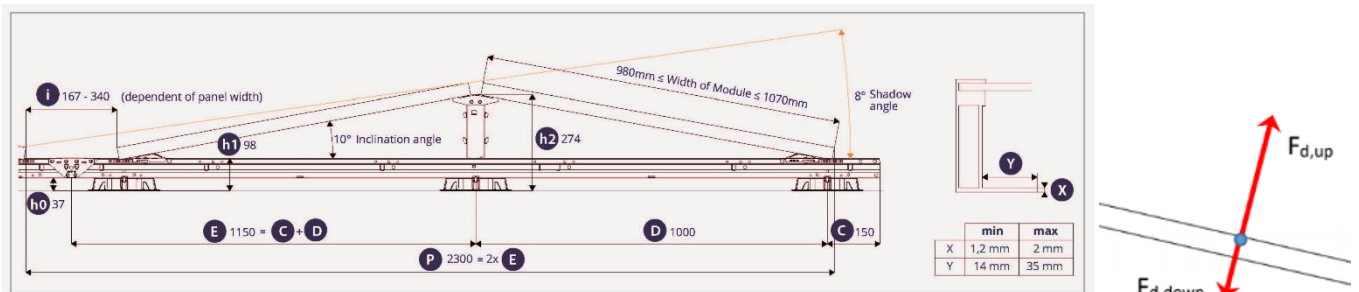 i 167 - 340 (dependent of panel width)
980mm ≤ Width of Module ≤ 1070mm
8° Shadow
angle
10° Inclination angle
h1 98
h2 274
h0 37
E 1150 = C + D
D 1000
C 150
P 2300 = 2x E
Y
X
min max
X 1,2 mm 2 mm
Y 14 mm 35 mm
Fd,up
Fd,down